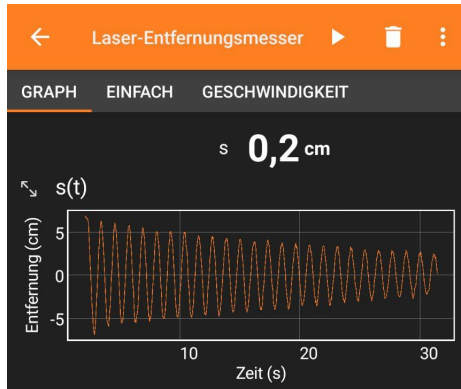 Laser-Entfernungsmesser
GRAPH EINFACH GESCHWINDIGKEIT
s 0,2 cm
s(t)
Entfernung (cm)
5
0
-5
10 20 30
Zeit (s)